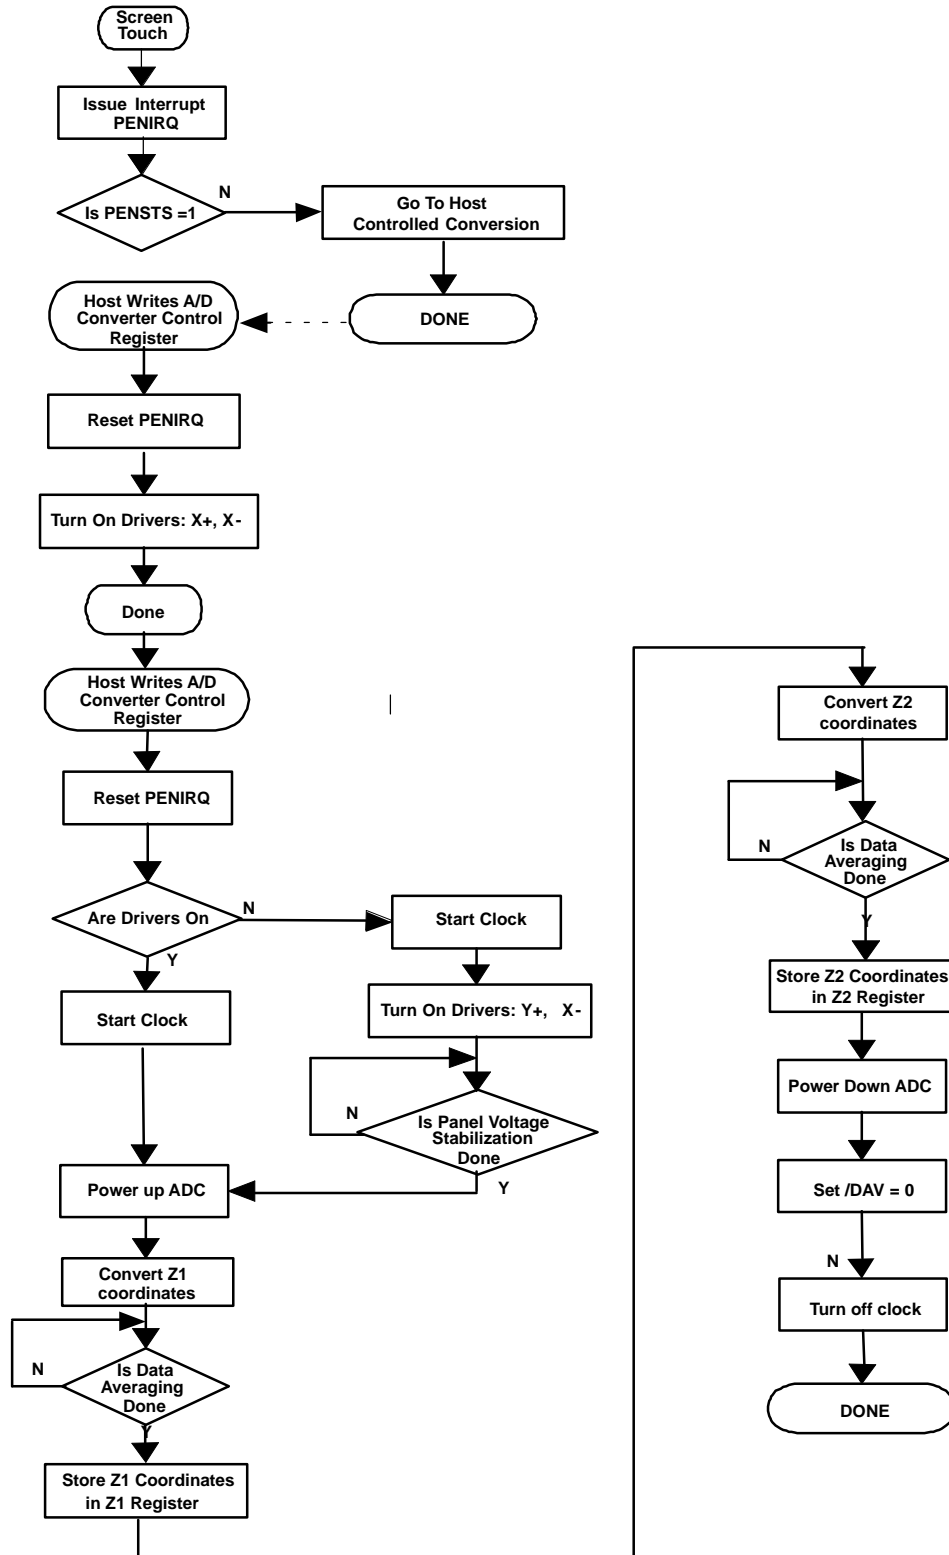 Screen
Touch
Issue Interrupt
PENIRQ
Is PENSTS =1
N
Go To Host
Controlled Conversion
DONE
Host Writes A/D
Converter Control
Register
Reset PENIRQ
Turn On Drivers: X+, X-
Done
Host Writes A/D
Converter Control
Register
Reset PENIRQ
Are Drivers On
N
Y
Start Clock
Start Clock
Turn On Drivers: Y+, X-
N
Is Panel Voltage
Stabilization
Done
Y
Power up ADC
Convert Z1
coordinates
N
Is Data
Averaging
Done
Y
Store Z1 Coordinates
in Z1 Register
Convert Z2
coordinates
N
Is Data
Averaging
Done
Y
Store Z2 Coordinates
in Z2 Register
Power Down ADC
Set /DAV = 0
N
Turn off clock
DONE